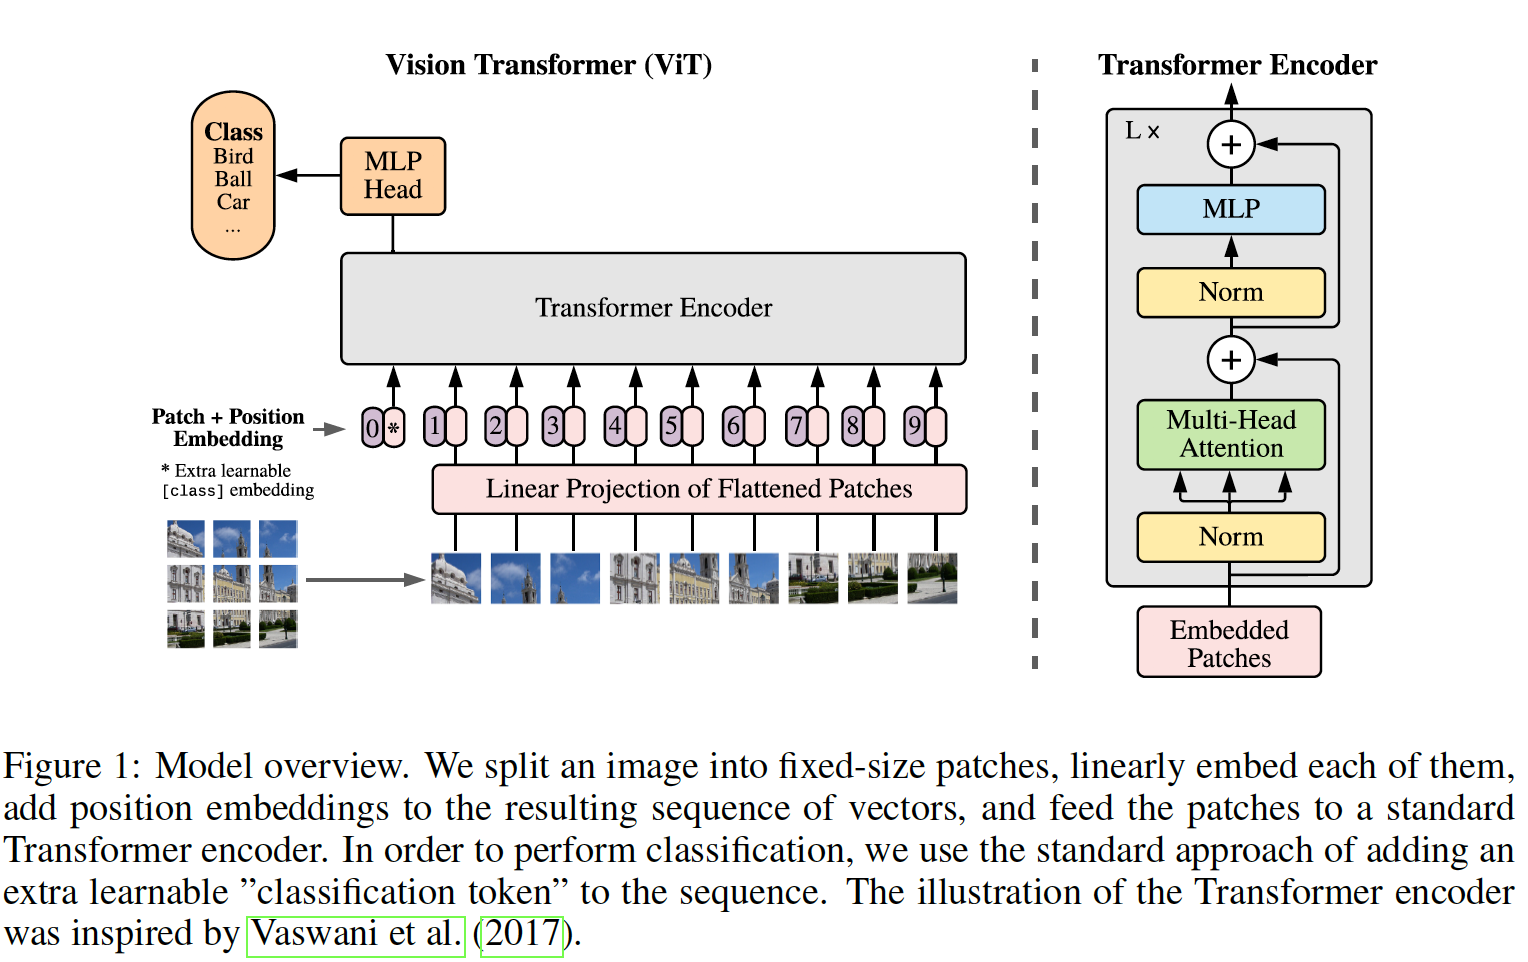 Vision Transformer (ViT)
Class
Bird
Ball
Car
...
MLP
Head
Transformer Encoder
Patch + Position
Embedding
* Extra learnable
[class] embedding
0 * 1 2 3 4 5 6 7 8 9
Linear Projection of Flattened Patches
Transformer Encoder
L ×
+
MLP
Norm
+
Multi-Head
Attention
Norm
Embedded
Patches
Figure 1: Model overview. We split an image into fixed-size patches, linearly embed each of them,
add position embeddings to the resulting sequence of vectors, and feed the patches to a standard
Transformer encoder. In order to perform classification, we use the standard approach of adding an
extra learnable ”classification token” to the sequence. The illustration of the Transformer encoder
was inspired by Vaswani et al. (2017).